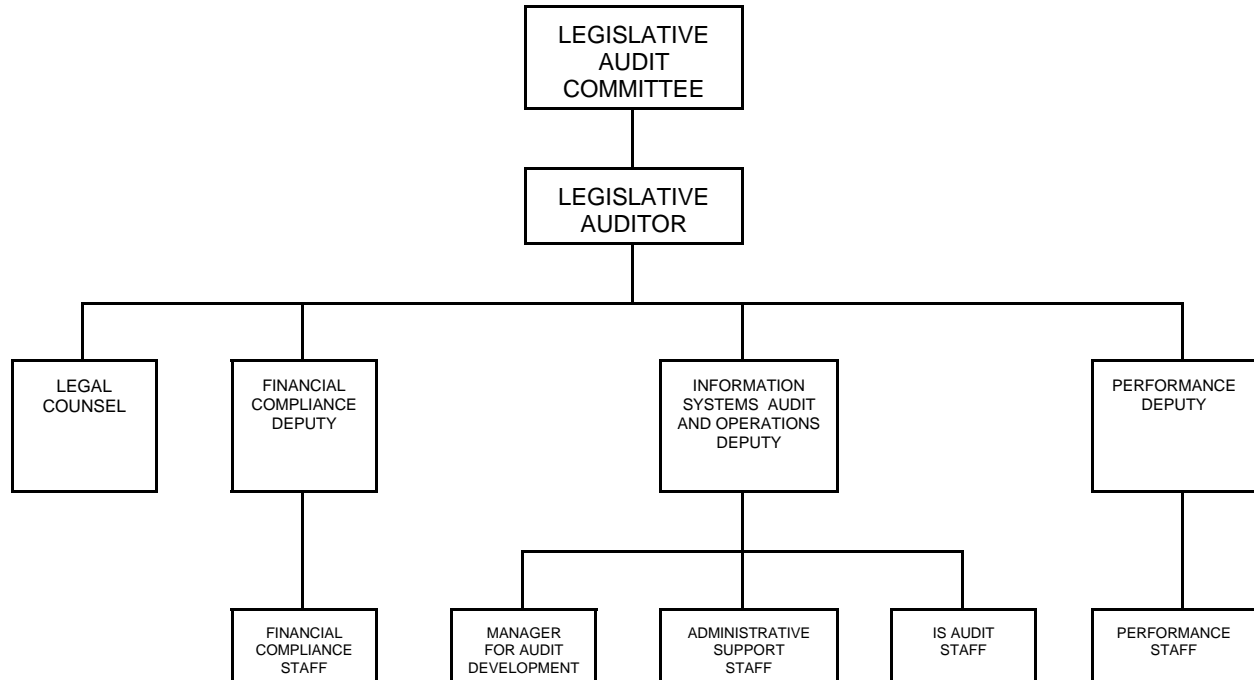 LEGISLATIVE
AUDIT
COMMITTEE
LEGISLATIVE
AUDITOR
LEGAL
COUNSEL
FINANCIAL
COMPLIANCE
DEPUTY
INFORMATION
SYSTEMS AUDIT
AND OPERATIONS
DEPUTY
PERFORMANCE
DEPUTY
FINANCIAL
COMPLIANCE
STAFF
MANAGER
FOR AUDIT
DEVELOPMENT
ADMINISTRATIVE
SUPPORT
STAFF
IS AUDIT
STAFF
PERFORMANCE
STAFF